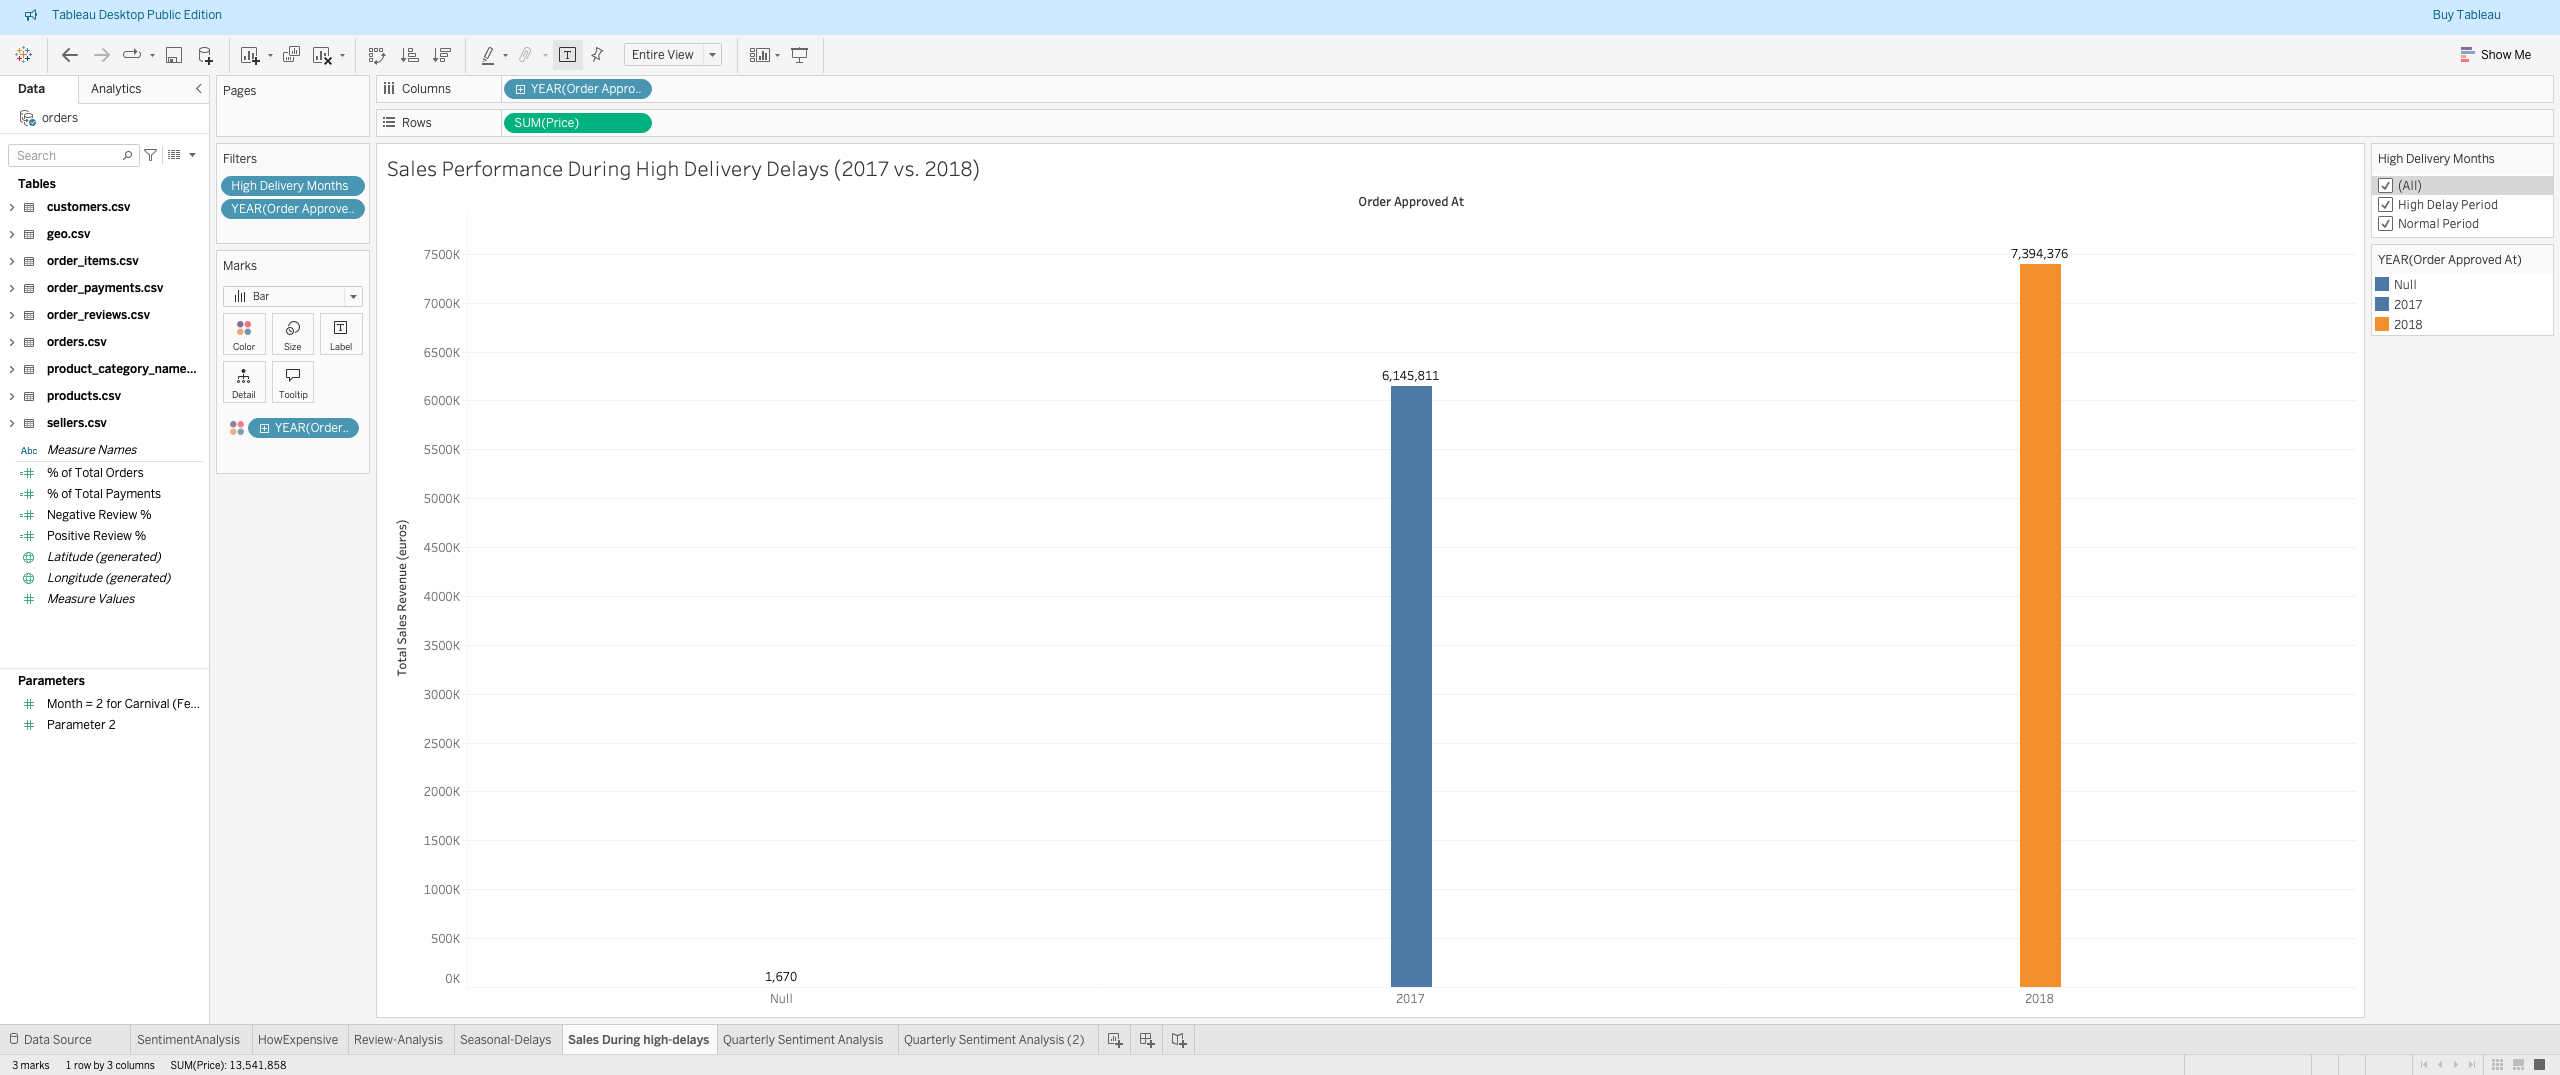 Tableau Desktop Public Edition
Buy Tableau
Entire View
Show Me
Data
Analytics
orders
Search
Tables
customers.csv
geo.csv
order_items.csv
order_payments.csv
order_reviews.csv
orders.csv
product_category_name...
products.csv
sellers.csv
Abc Measure Names
% of Total Orders
% of Total Payments
Negative Review %
Positive Review %
Latitude (generated)
Longitude (generated)
Measure Values
Parameters
Month = 2 for Carnival (Fe...
Parameter 2
Pages
Filters
High Delivery Months
YEAR(Order Approve..
Marks
Bar
Color
Size
Label
Detail
Tooltip
YEAR(Order..
Columns
YEAR(Order Appro..
Rows
SUM(Price)
Sales Performance During High Delivery Delays (2017 vs. 2018)
Order Approved At
Total Sales Revenue (euros)
7500K
7000K
6500K
6000K
5500K
5000K
4500K
4000K
3500K
3000K
2500K
2000K
1500K
1000K
500K
0K
1,670
6,145,811
7,394,376
Null
2017
2018
High Delivery Months
(All)
High Delay Period
Normal Period
YEAR(Order Approved At)
Null
2017
2018
Data Source
SentimentAnalysis
HowExpensive
Review-Analysis
Seasonal-Delays
Sales During high-delays
Quarterly Sentiment Analysis
Quarterly Sentiment Analysis (2)
3 marks
1 row by 3 columns
SUM(Price): 13,541,858